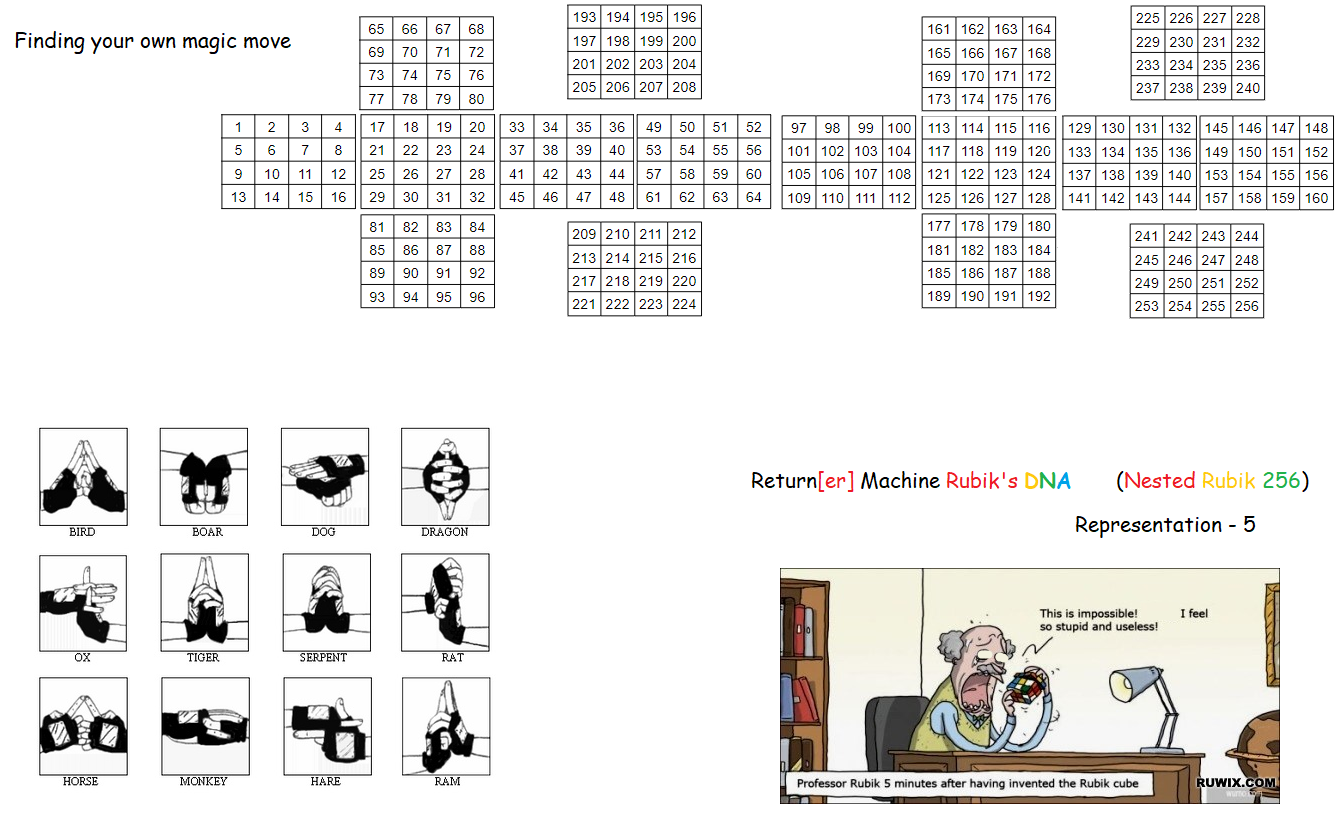 Finding your own magic move
65 66 67 68
69 70 71 72
73 74 75 76
77 78 79 80
193 194 195 196
197 198 199 200
201 202 203 204
205 206 207 208
161 162 163 164
165 166 167 168
169 170 171 172
173 174 175 176
225 226 227 228
229 230 231 232
233 234 235 236
237 238 239 240
1 2 3 4
5 6 7 8
9 10 11 12
13 14 15 16
17 18 19 20
21 22 23 24
25 26 27 28
29 30 31 32
33 34 35 36
37 38 39 40
41 42 43 44
45 46 47 48
49 50 51 52
53 54 55 56
57 58 59 60
61 62 63 64
97 98 99 100
101 102 103 104
105 106 107 108
109 110 111 112
113 114 115 116
117 118 119 120
121 122 123 124
125 126 127 128
129 130 131 132
133 134 135 136
137 138 139 140
141 142 143 144
145 146 147 148
149 150 151 152
153 154 155 156
157 158 159 160
81 82 83 84
85 86 87 88
89 90 91 92
93 94 95 96
209 210 211 212
213 214 215 216
217 218 219 220
221 222 223 224
177 178 179 180
181 182 183 184
185 186 187 188
189 190 191 192
241 242 243 244
245 246 247 248
249 250 251 252
253 254 255 256
BIRD BOAR DOG DRAGON
OX TIGER SERPENT RAT
HORSE MONKEY HARE RAM
Return[er] Machine Rubik's DNA (Nested Rubik 256)
Representation - 5
This is impossible! I feel
so stupid and useless!
Professor Rubik 5 minutes after having invented the Rubik cube
RUWIX.COM